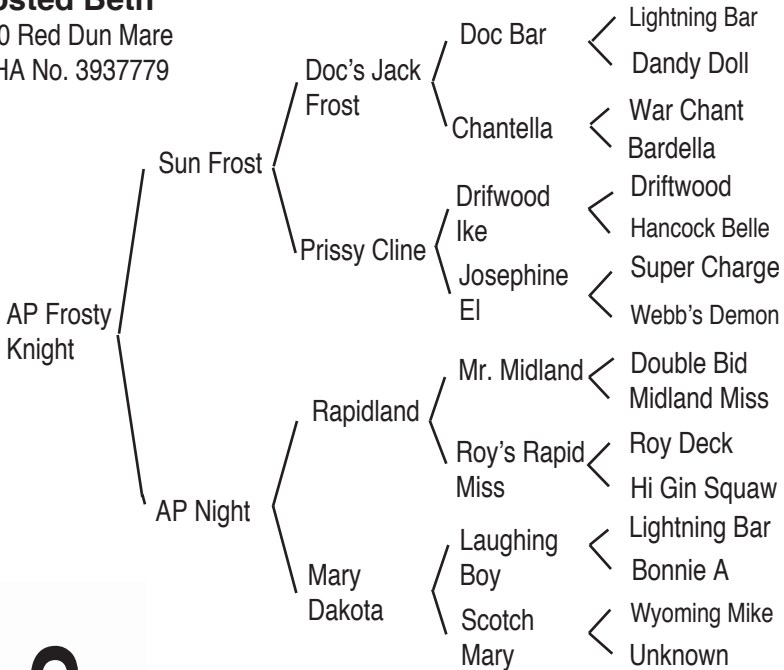 osted Beth
0 Red Dun Mare
HA No. 3937779
AP Frosty
Knight
Sun Frost
AP Night
Doc's Jack
Frost
Prissy Cline
Rapidland
Mary
Dakota
Doc Bar
Chantella
Drifwood
Ike
Josephine
El
Mr. Midland
Roy's Rapid
Miss
Laughing
Boy
Scotch
Mary
Lightning Bar
Dandy Doll
War Chant
Bardella
Driftwood
Hancock Belle
Super Charge
Webb's Demon
Double Bid
Midland Miss
Roy Deck
Hi Gin Squaw
Lightning Bar
Bonnie A
Wyoming Mike
Unknown